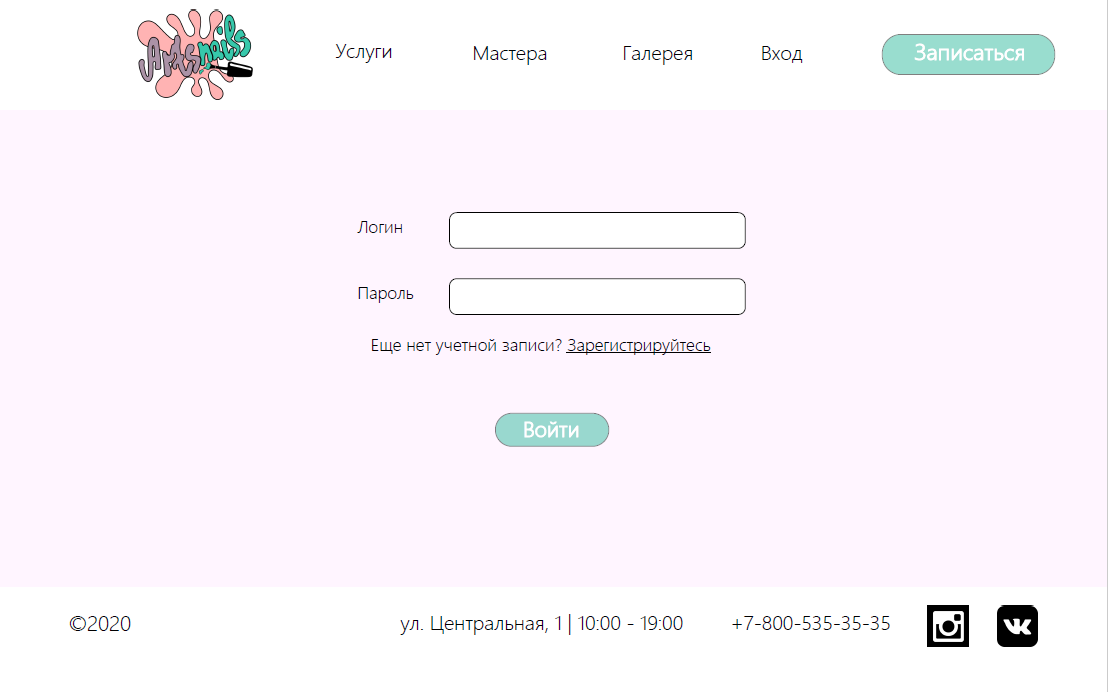 Artsnails
Услуги Мастера Галерея Вход Записаться
Логин
Пароль
Еще нет учетной записи? Зарегистрируйтесь
Войти
©2020 ул. Центральная, 1 | 10:00 - 19:00 +7-800-535-35-35